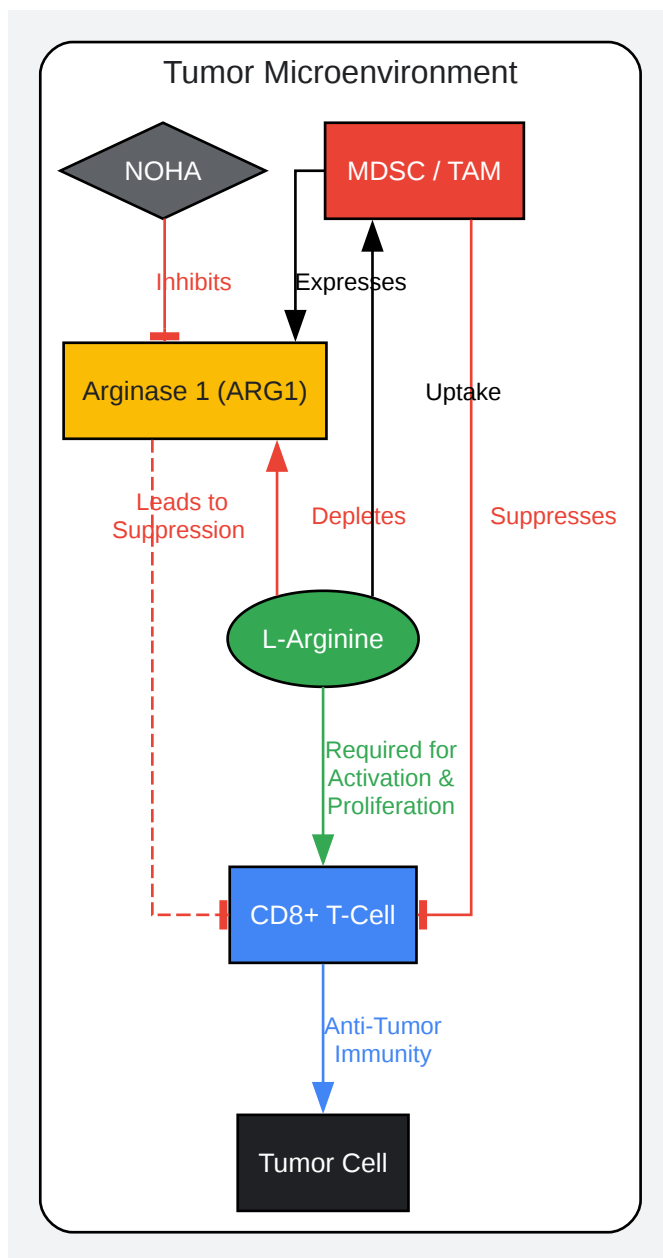 Tumor Microenvironment
NOHA
MDSC / TAM
Inhibits
Expresses
Arginase 1 (ARG1)
Uptake
Leads to
Suppression
Depletes
Suppresses
L-Arginine
Required for
Activation &
Proliferation
CD8+ T-Cell
Anti-Tumor
Immunity
Tumor Cell